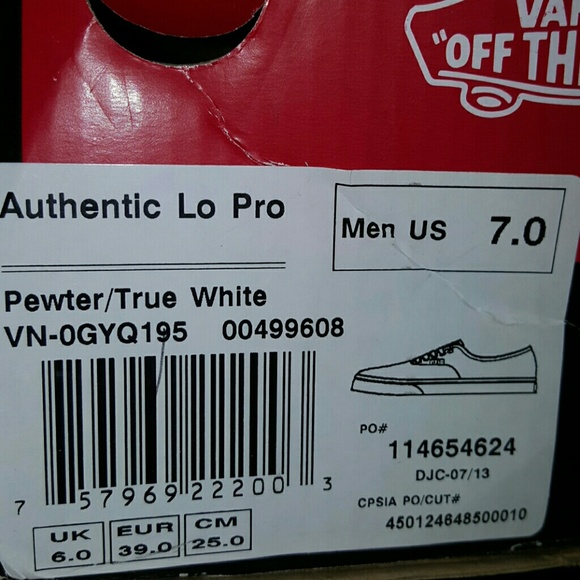 VAN
"OFF TH
Authentic Lo Pro
Men US 7.0
Pewter/True White
VN-0GYQ195 00499608
PO#
114654624
DJC-07/13
CPSIA PO/CUT#
450124648500010
7 57969 22200 3
UK
6.0
EUR
39.0
CM
25.0